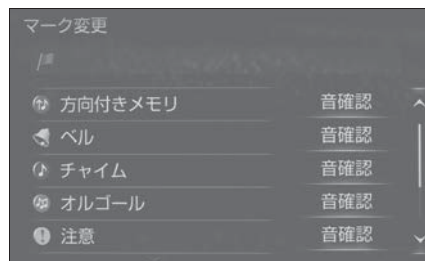 マーク変更
方向付きメモリ 音確認
ベル 音確認
チャイム 音確認
オルゴール 音確認
注意 音確認